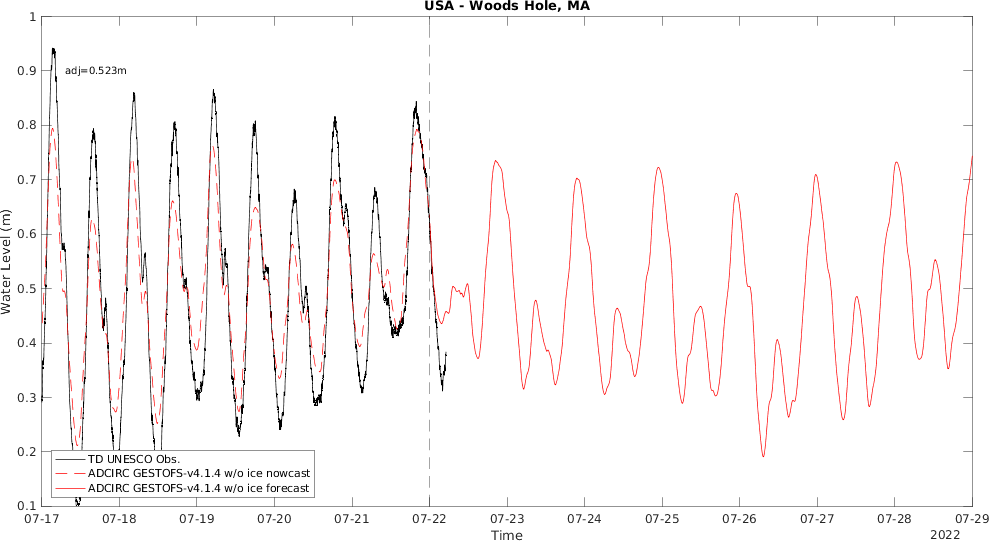 USA - Woods Hole, MA
1
0.9
0.8
0.7
0.6
0.5
0.4
0.3
0.2
0.1
Water Level (m)
adj=0.523m
TD UNESCO Obs.
ADCIRC GESTOFS-v4.1.4 w/o ice nowcast
ADCIRC GESTOFS-v4.1.4 w/o ice forecast
07-17 07-18 07-19 07-20 07-21 07-22 07-23 07-24 07-25 07-26 07-27 07-28 07-29
Time
2022